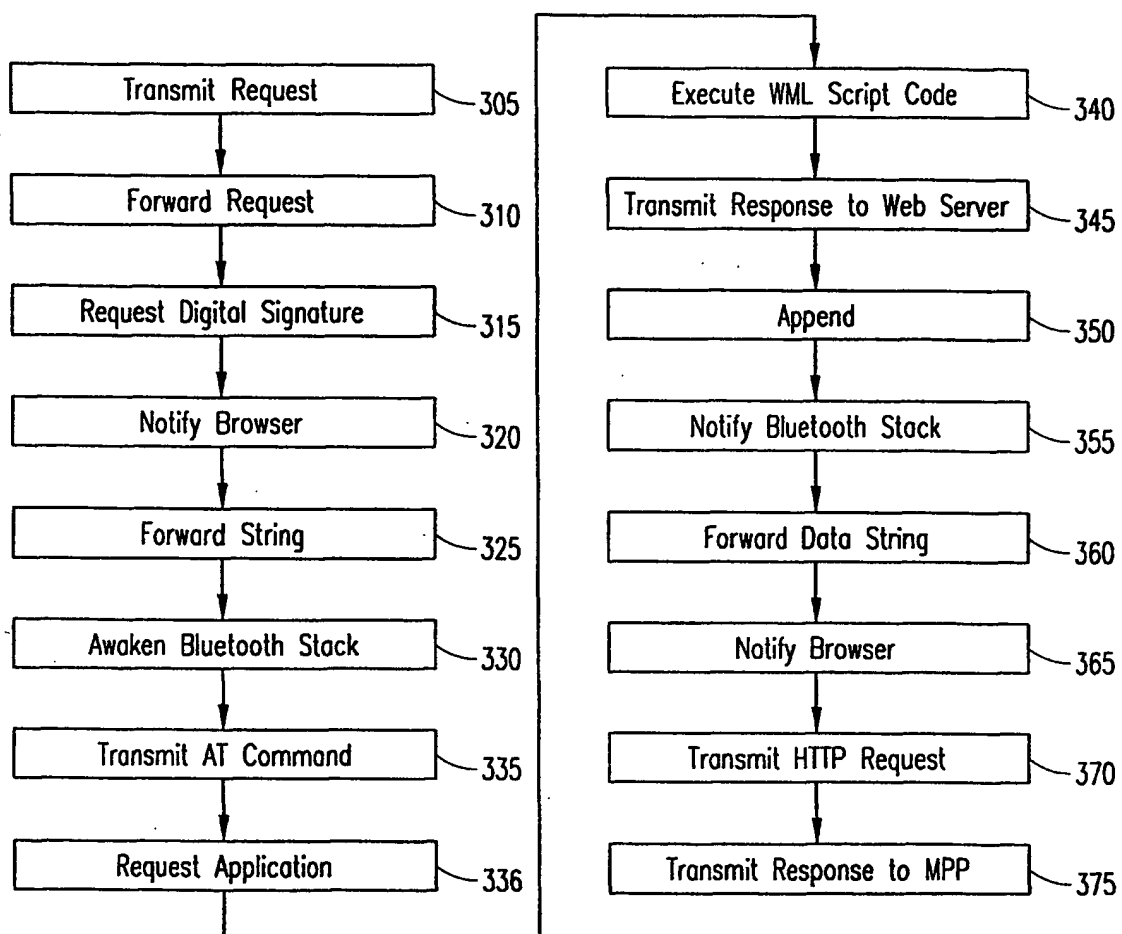 Transmit Request
305
Forward Request
310
Request Digital Signature
315
Notify Browser
320
Forward String
325
Awaken Bluetooth Stack
330
Transmit AT Command
335
Request Application
336
Execute WML Script Code
340
Transmit Response to Web Server
345
Append
350
Notify Bluetooth Stack
355
Forward Data String
360
Notify Browser
365
Transmit HTTP Request
370
Transmit Response to MPP
375